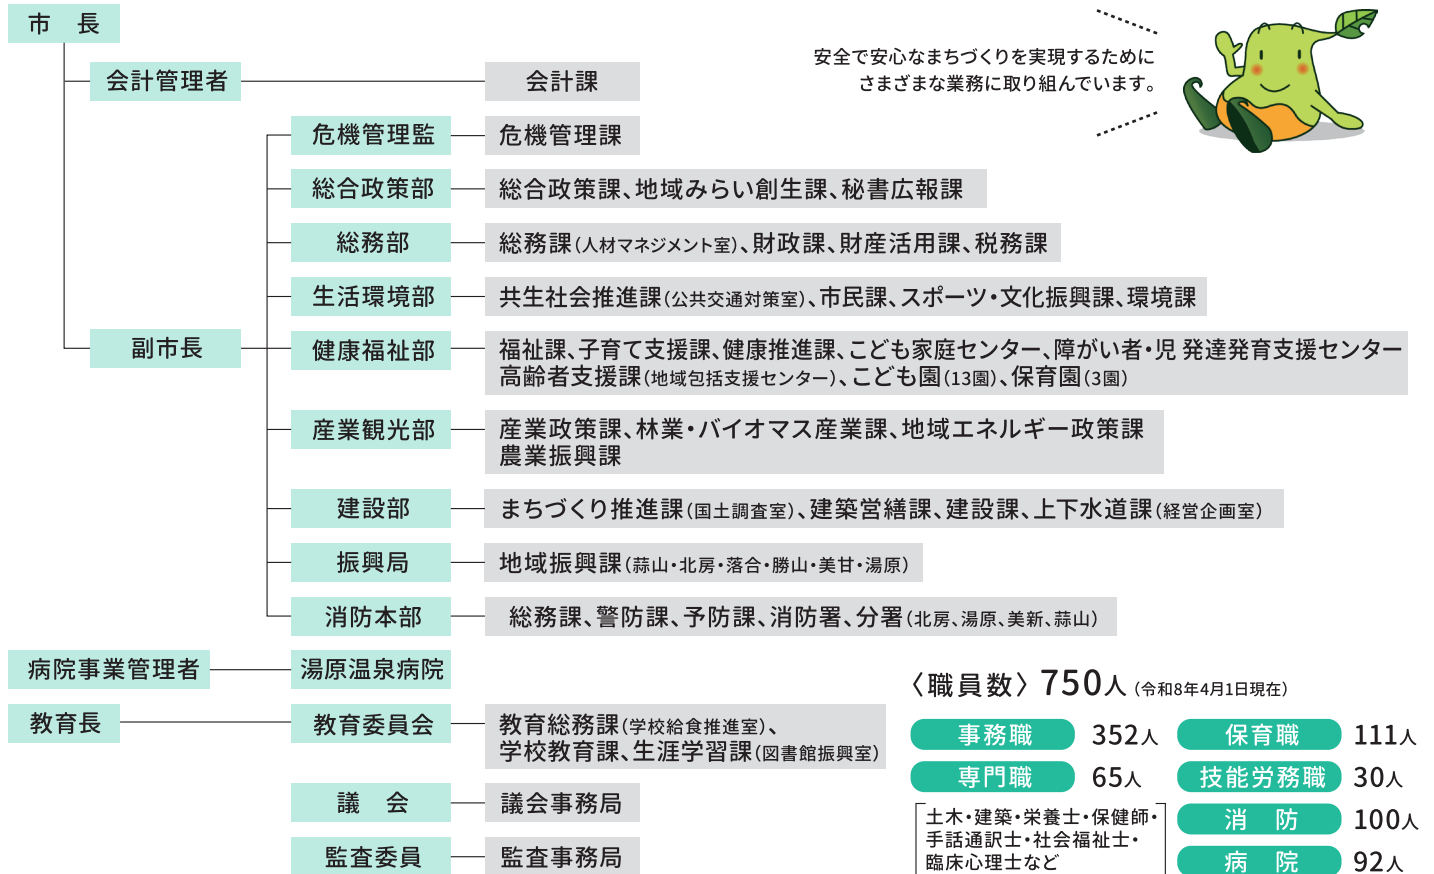 市　長
安全で安心なまちづくりを実現するために
さまざまな業務に取り組んでいます。
会計管理者
会計課
危機管理監
危機管理課
総合政策部
総合政策課、地域みらい創生課、秘書広報課
総務部
総務課（人材マネジメント室）、財政課、財産活用課、税務課
生活環境部
共生社会推進課（公共交通対策室）、市民課、スポーツ・文化振興課、環境課
副市長
健康福祉部
福祉課、子育て支援課、健康推進課、こども家庭センター、障がい者・児 発達発育支援センター
高齢者支援課（地域包括支援センター）、こども園（13園）、保育園（3園）
産業観光部
産業政策課、林業・バイオマス産業課、地域エネルギー政策課
農業振興課
建設部
まちづくり推進課（国土調査室）、建築営繕課、建設課、上下水道課（経営企画室）
振興局
地域振興課（蒜山・北房・落合・勝山・美甘・湯原）
消防本部
総務課、警防課、予防課、消防署、分署（北房、湯原、美新、蒜山）
病院事業管理者
湯原温泉病院
教育長
教育委員会
教育総務課（学校給食推進室）、
学校教育課、生涯学習課（図書館振興室）
議　会
議会事務局
監査委員
監査事務局
〈職員数〉750人（令和8年4月1日現在）
事務職 352人
保育職 111人
専門職 65人
技能労務職 30人
土木・建築・栄養士・保健師・
手話通訳士・社会福祉士・
臨床心理士など
消　防 100人
病　院 92人